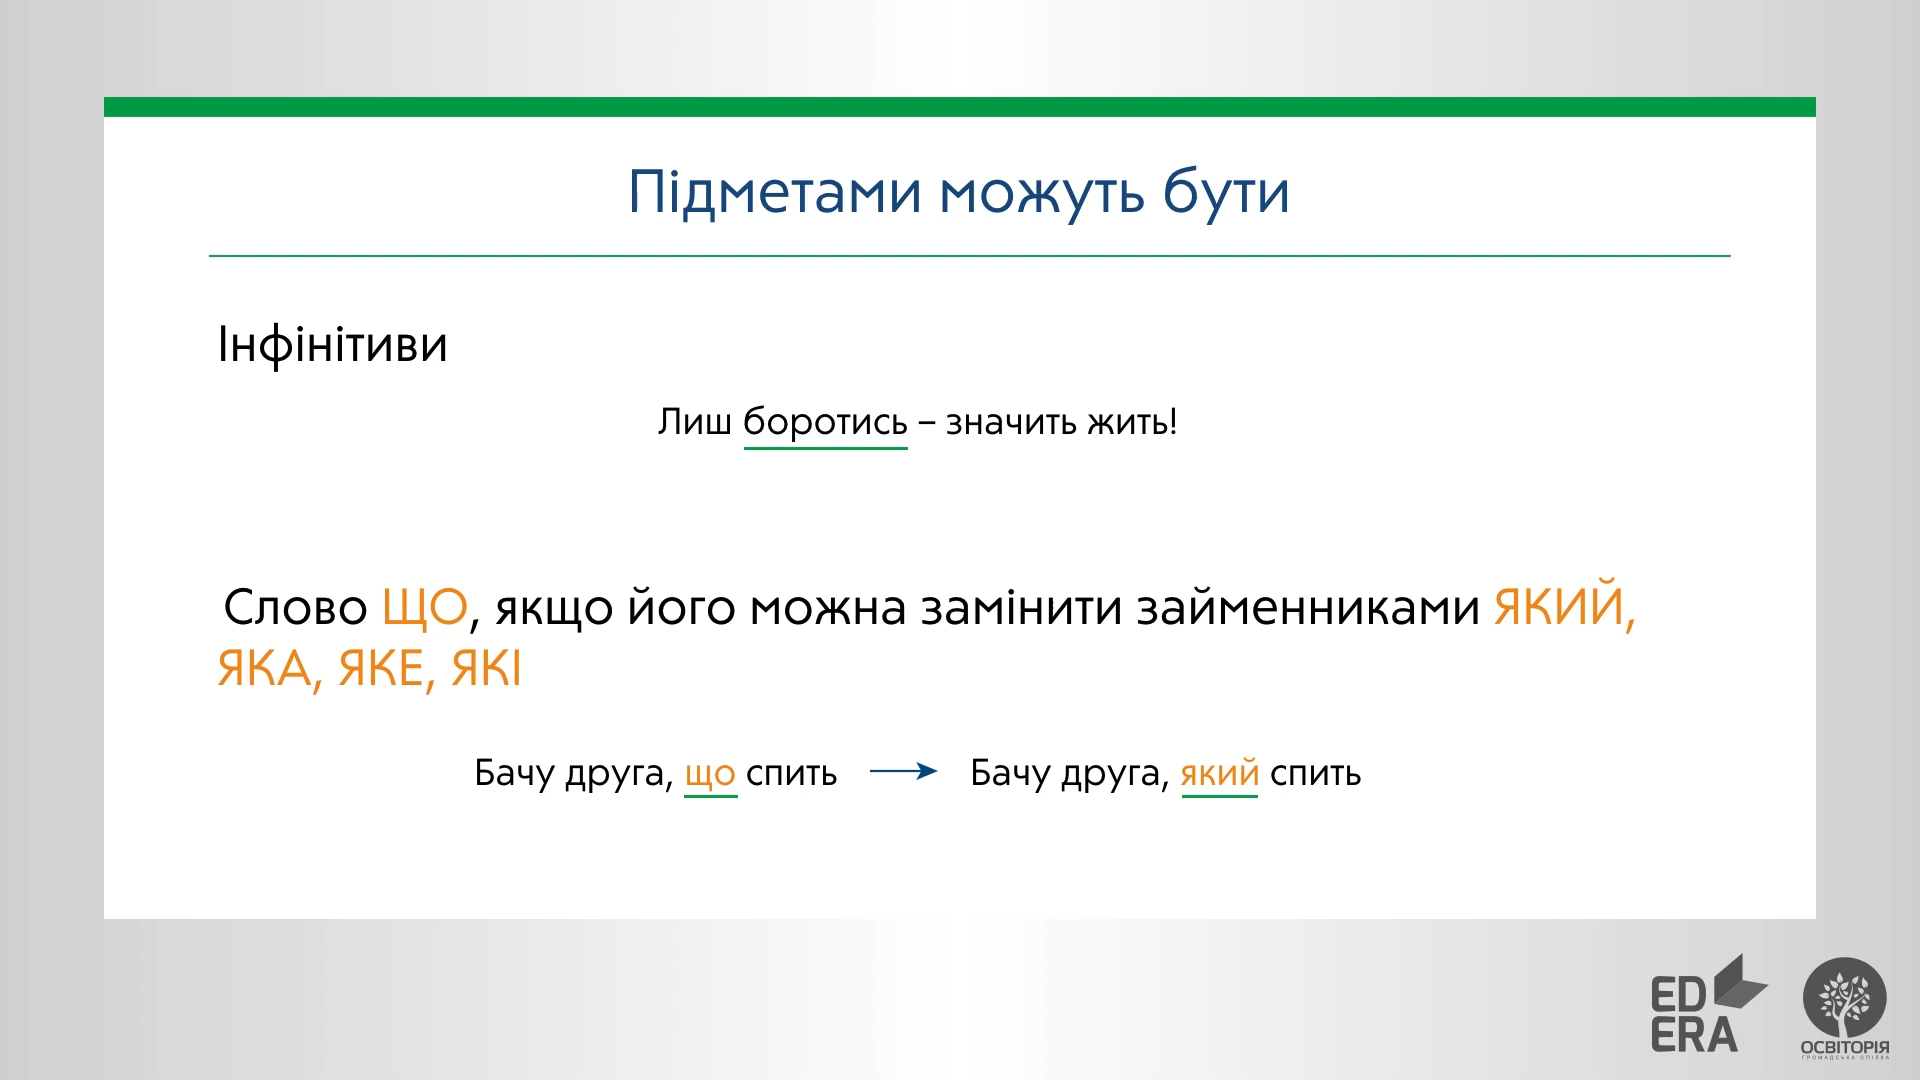 Підметами можуть бути
Інфінітиви
Лиш боротись – значить жить!
Слово ЩО, якщо його можна замінити займенниками ЯКИЙ,
ЯКА, ЯКЕ, ЯКІ
Бачу друга, що спить Бачу друга, який спить
ED
ERA
ОСВІТОРІЯ
ГРОМАДСЬКА СПІЛКА